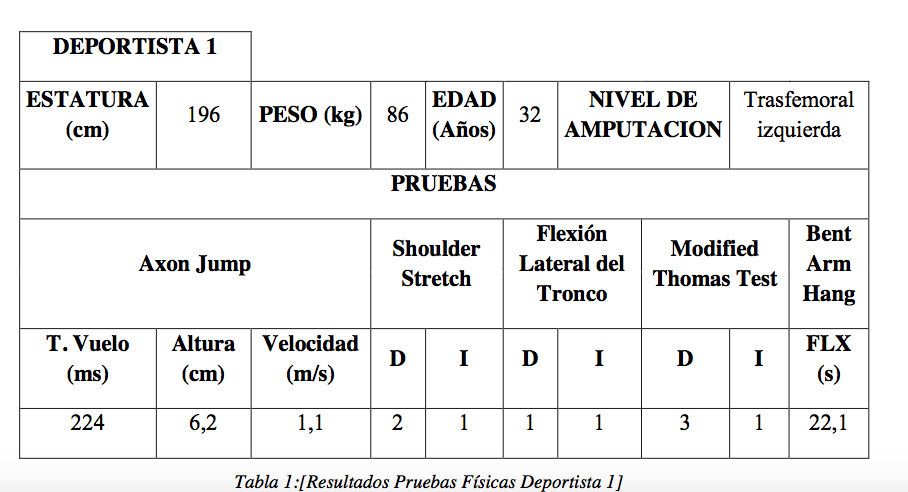 DEPORTISTA 1
ESTATURA (cm) 196 PESO (kg) 86 EDAD (Años) 32 NIVEL DE AMPUTACION Trasfemoral izquierda
PRUEBAS
Axon Jump Shoulder Stretch Flexión Lateral del Tronco Modified Thomas Test Bent Arm Hang
T. Vuelo (ms) Altura (cm) Velocidad (m/s) D I D I D I FLX (s)
224 6,2 1,1 2 1 1 1 3 1 22,1
Tabla 1:[Resultados Pruebas Físicas Deportista 1]